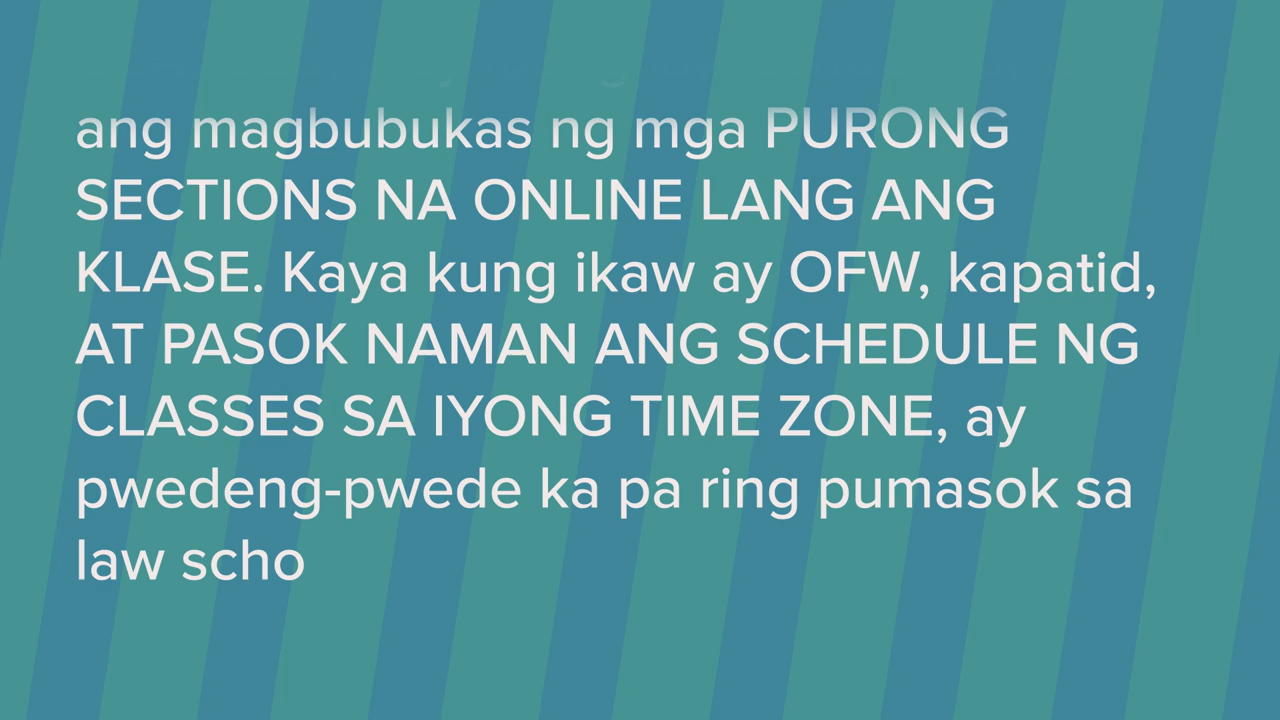 ang magbubukas ng mga PURONG
SECTIONS NA ONLINE LANG ANG
KLASE. Kaya kung ikaw ay OFW, kapatid,
AT PASOK NAMAN ANG SCHEDULE NG
CLASSES SA IYONG TIME ZONE, ay
pwedeng-pwede ka pa ring pumasok sa
law scho